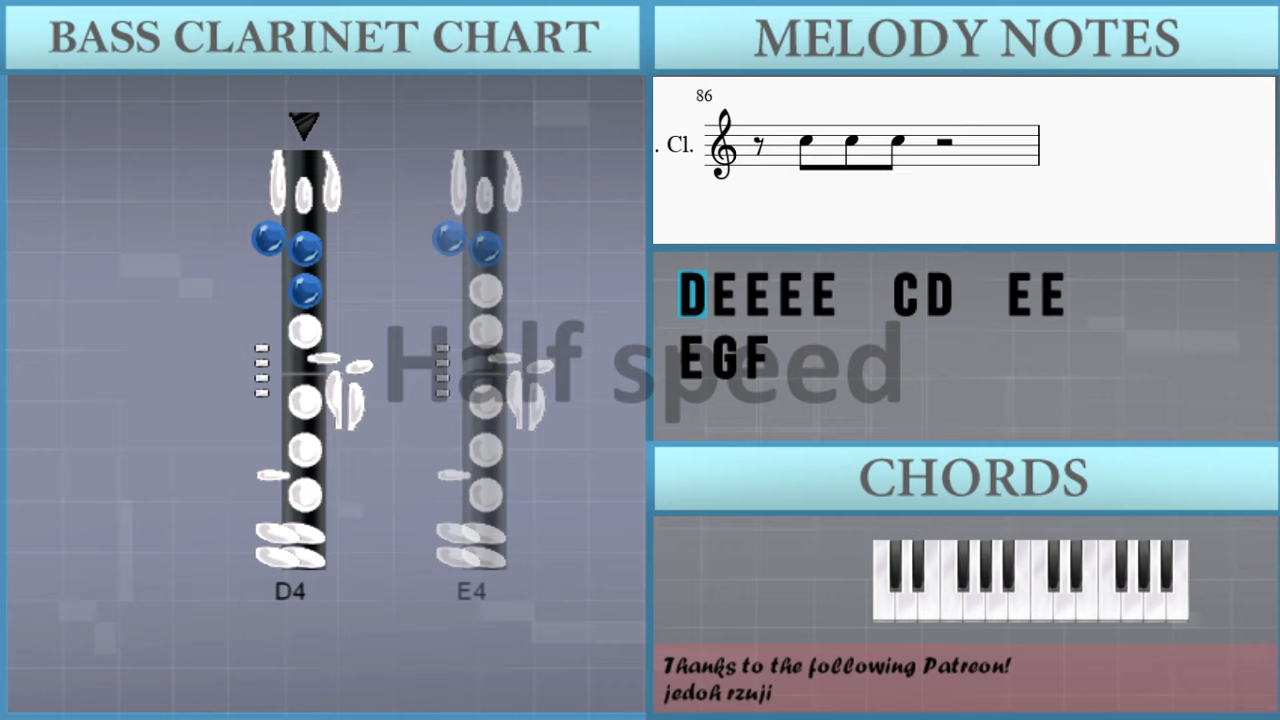 BASS CLARINET CHART
MELODY NOTES
86
. Cl.
DEEEE CD EE
EGF
Half speed
D4
E4
CHORDS
Thanks to the following Patreon!
jedoh rzuji